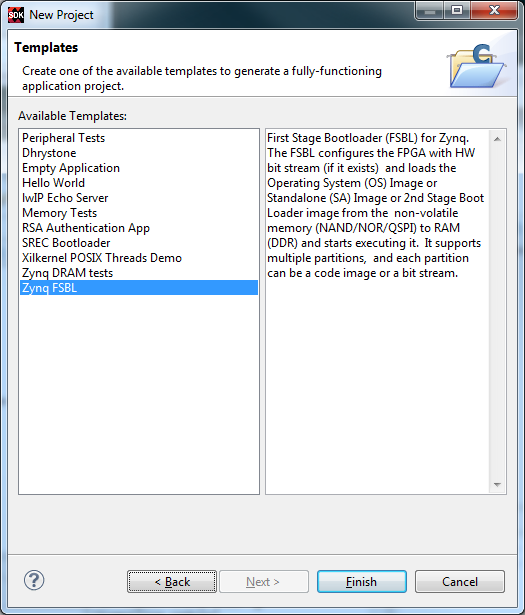 SDK New Project
Templates
Create one of the available templates to generate a fully-functioning
application project.
C
Available Templates:
Peripheral Tests
Dhrystone
Empty Application
Hello World
lwIP Echo Server
Memory Tests
RSA Authentication App
SREC Bootloader
Xilkernel POSIX Threads Demo
Zynq DRAM tests
Zynq FSBL
First Stage Bootloader (FSBL) for Zynq.
The FSBL configures the FPGA with HW
bit stream (if it exists)  and loads the
Operating System (OS) Image or
Standalone (SA) Image or 2nd Stage Boot
Loader image from the  non-volatile
memory (NAND/NOR/QSPI) to RAM
(DDR) and starts executing it.  It supports
multiple partitions,  and each partition
can be a code image or a bit stream.
?
< Back
Next >
Finish
Cancel